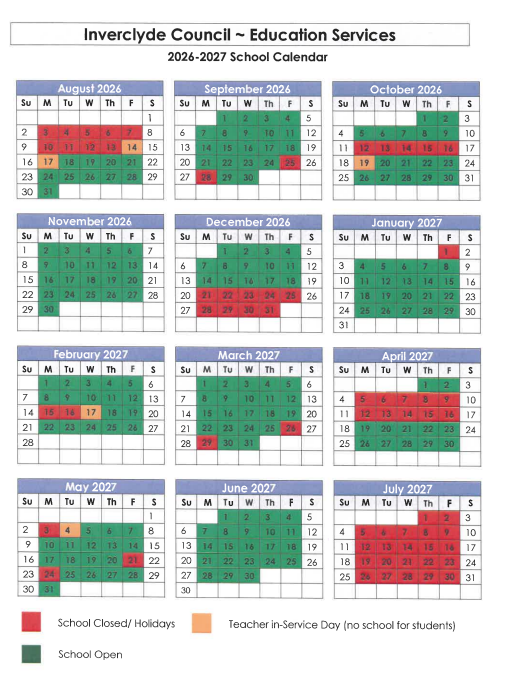 Inverclyde Council ~ Education Services
2026-2027 School Calendar
August 2026
Su M Tu W Th F S
1
2 3 4 5 6 7 8
9 10 11 12 13 14 15
16 17 18 19 20 21 22
23 24 25 26 27 28 29
30 31
September 2026
Su M Tu W Th F S
1 2 3 4 5
6 7 8 9 10 11 12
13 14 15 16 17 18 19
20 21 22 23 24 25 26
27 28 29 30
October 2026
Su M Tu W Th F S
1 2 3
4 5 6 7 8 9 10
11 12 13 14 15 16 17
18 19 20 21 22 23 24
25 26 27 28 29 30 31
November 2026
Su M Tu W Th F S
1 2 3 4 5 6 7
8 9 10 11 12 13 14
15 16 17 18 19 20 21
22 23 24 25 26 27 28
29 30
December 2026
Su M Tu W Th F S
1 2 3 4 5
6 7 8 9 10 11 12
13 14 15 16 17 18 19
20 21 22 23 24 25 26
27 28 29 30 31
January 2027
Su M Tu W Th F S
1 2
3 4 5 6 7 8 9
10 11 12 13 14 15 16
17 18 19 20 21 22 23
24 25 26 27 28 29 30
31
February 2027
Su M Tu W Th F S
1 2 3 4 5 6
7 8 9 10 11 12 13
14 15 16 17 18 19 20
21 22 23 24 25 26 27
28
March 2027
Su M Tu W Th F S
1 2 3 4 5 6
7 8 9 10 11 12 13
14 15 16 17 18 19 20
21 22 23 24 25 26 27
28 29 30 31
April 2027
Su M Tu W Th F S
1 2 3
4 5 6 7 8 9 10
11 12 13 14 15 16 17
18 19 20 21 22 23 24
25 26 27 28 29 30
May 2027
Su M Tu W Th F S
1
2 3 4 5 6 7 8
9 10 11 12 13 14 15
16 17 18 19 20 21 22
23 24 25 26 27 28 29
30 31
June 2027
Su M Tu W Th F S
1 2 3 4 5
6 7 8 9 10 11 12
13 14 15 16 17 18 19
20 21 22 23 24 25 26
27 28 29 30
July 2027
Su M Tu W Th F S
1 2 3
4 5 6 7 8 9 10
11 12 13 14 15 16 17
18 19 20 21 22 23 24
25 26 27 28 29 30 31
School Closed/ Holidays
Teacher in-Service Day (no school for students)
School Open